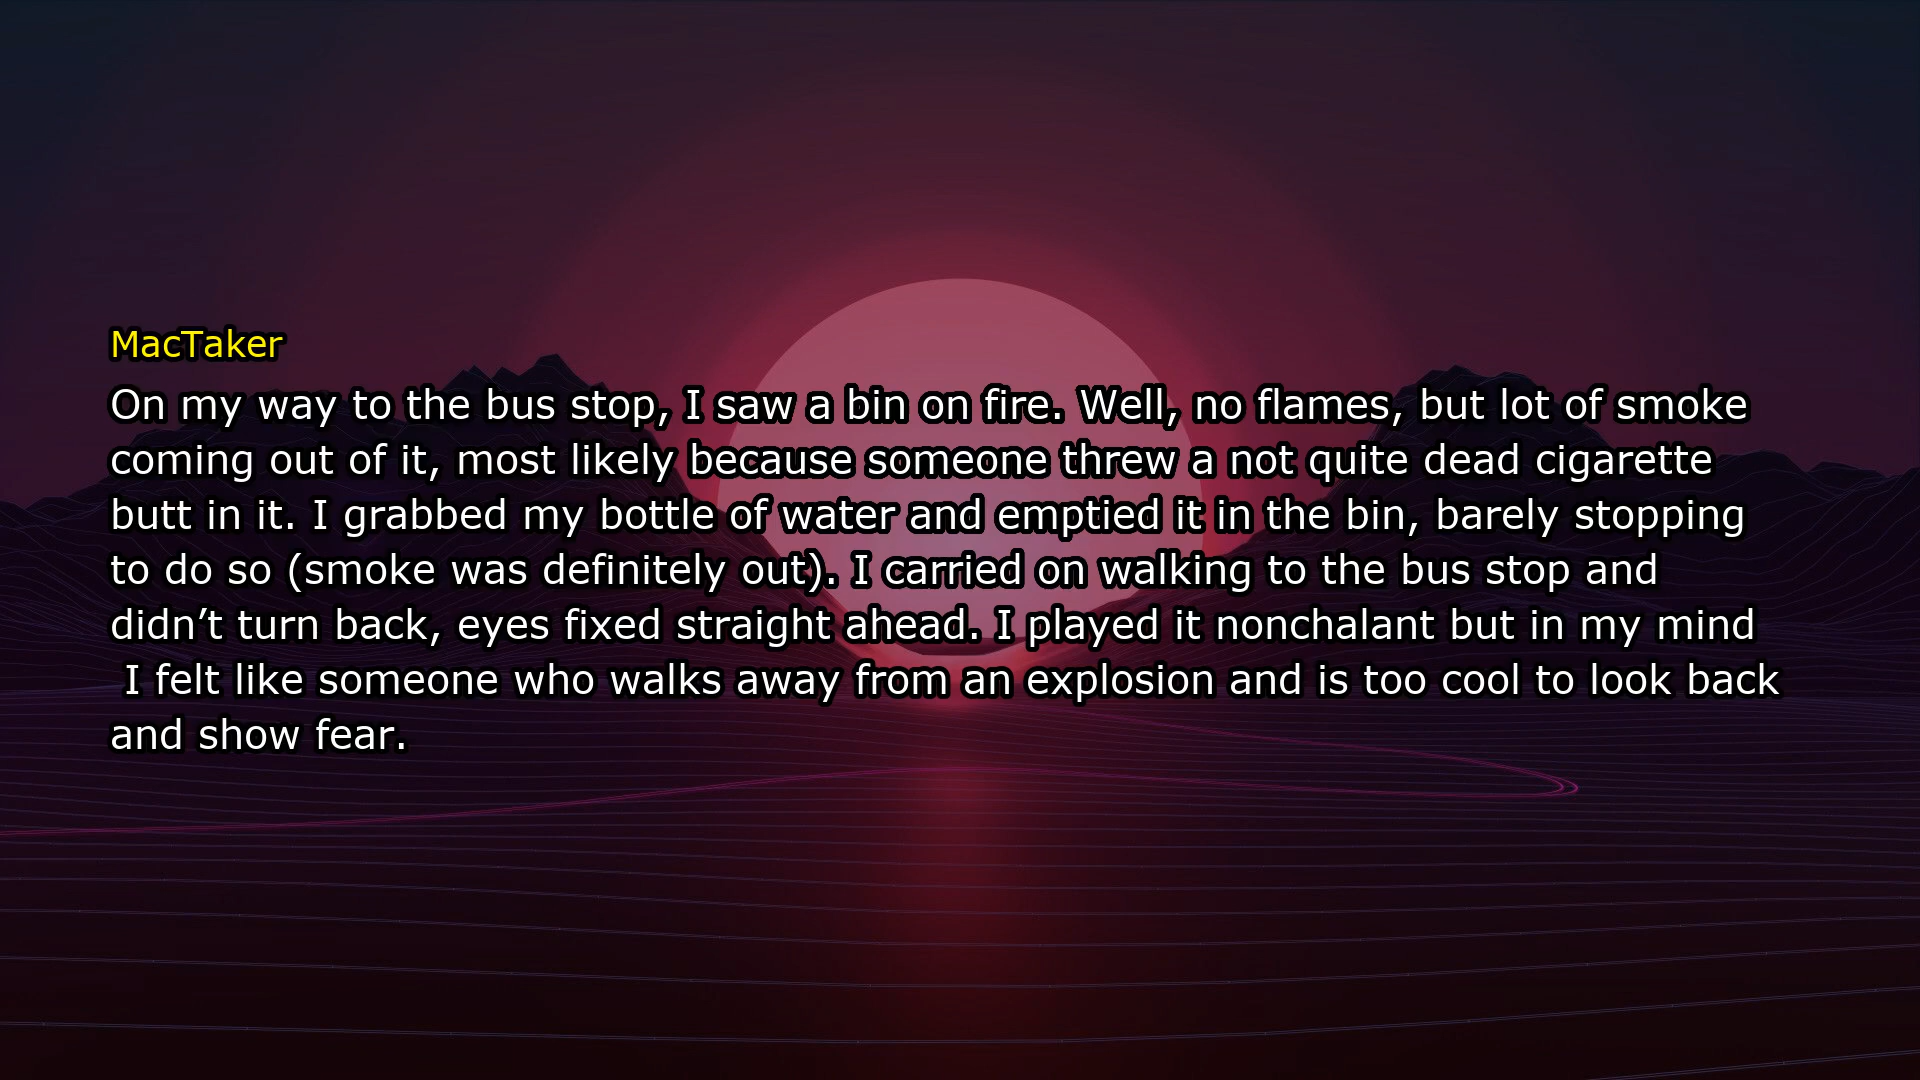 MacTaker
On my way to the bus stop, I saw a bin on fire. Well, no flames, but lot of smoke
coming out of it, most likely because someone threw a not quite dead cigarette
butt in it. I grabbed my bottle of water and emptied it in the bin, barely stopping
to do so (smoke was definitely out). I carried on walking to the bus stop and
didn’t turn back, eyes fixed straight ahead. I played it nonchalant but in my mind
I felt like someone who walks away from an explosion and is too cool to look back
and show fear.